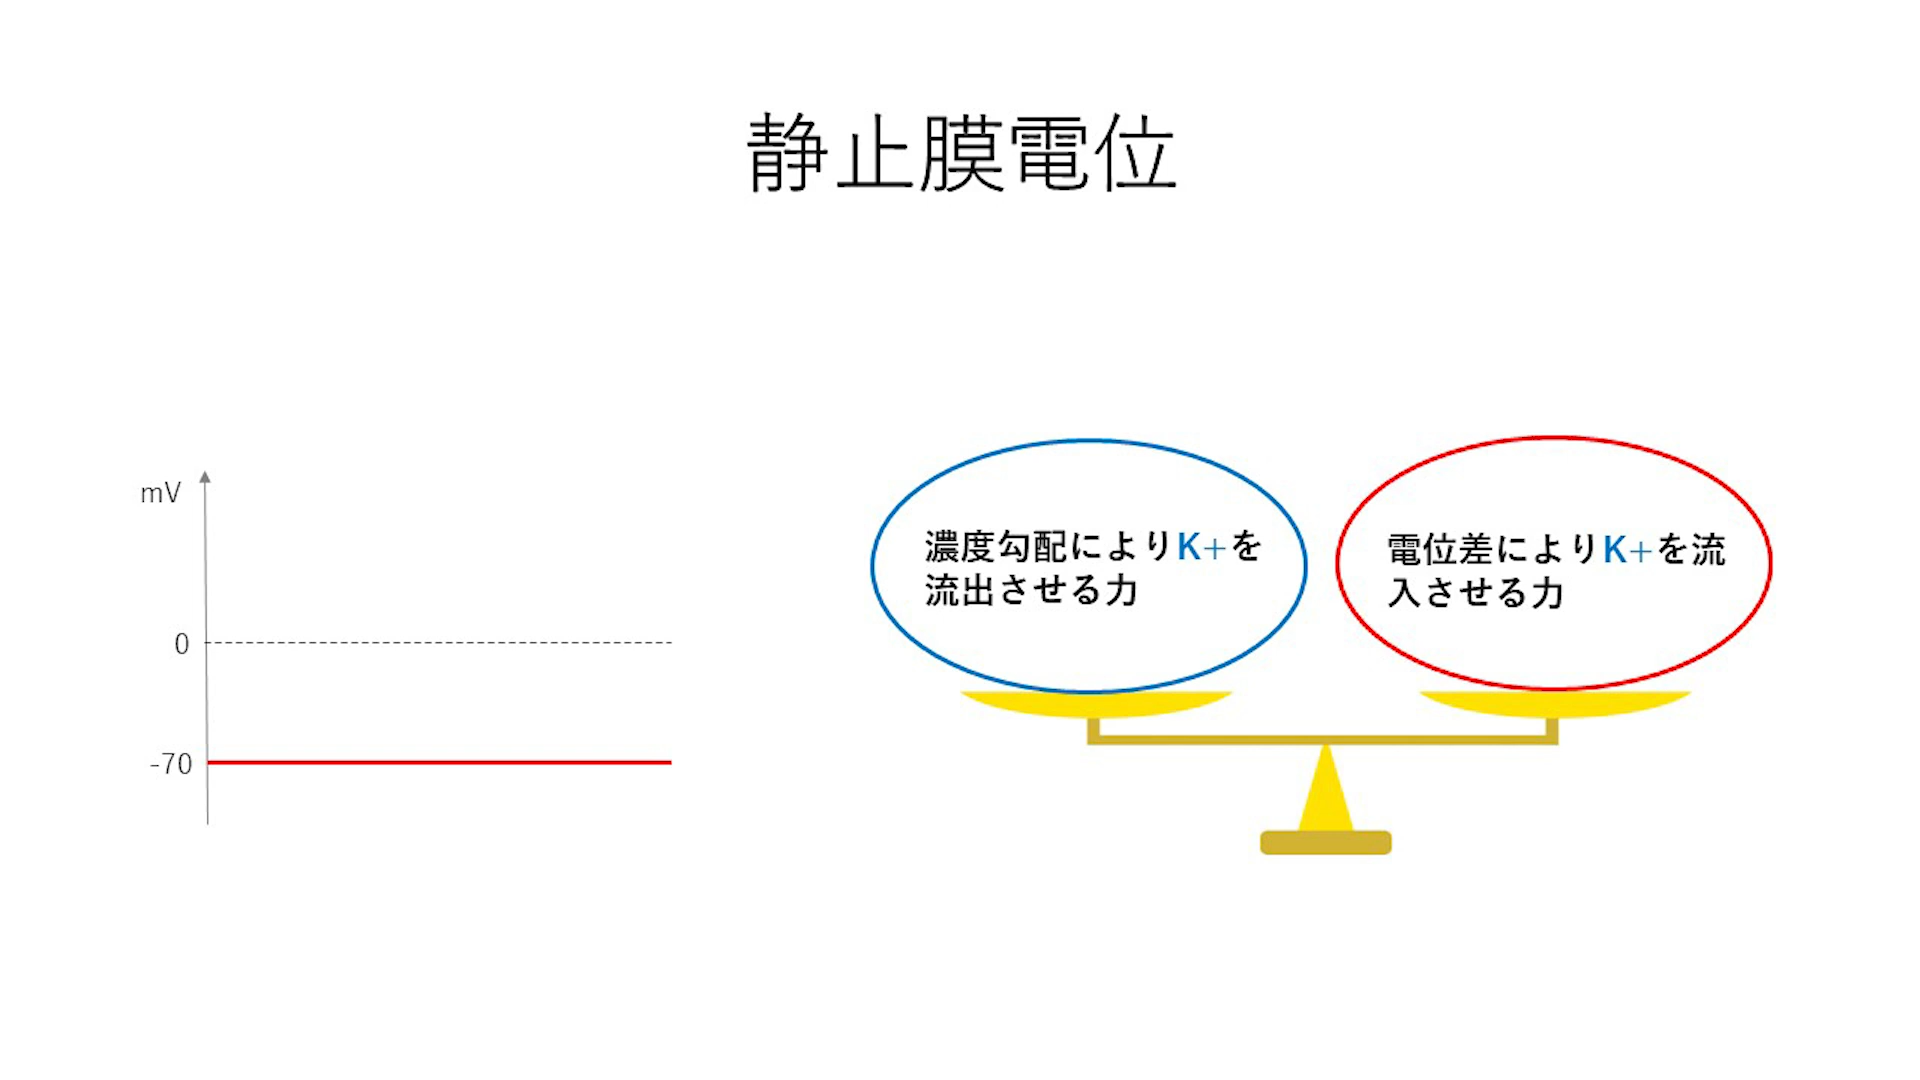 静止膜電位
mV
0
-70
濃度勾配によりK+を
流出させる力
電位差によりK+を流
入させる力